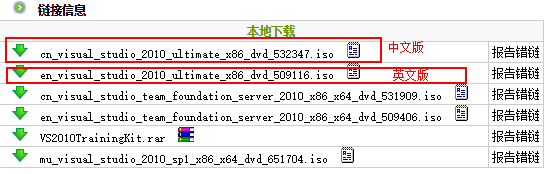 链接信息
本地下载
cn_visual_studio_2010_ultimate_x86_dvd_532347.iso 中文版 报告错链
en_visual_studio_2010_ultimate_x86_dvd_509116.iso 英文版 报告错链
cn_visual_studio_team_foundation_server_2010_x86_x64_dvd_531909.iso 报告错链
en_visual_studio_team_foundation_server_2010_x86_x64_dvd_509406.iso 报告错链
VS2010TrainingKit.rar 报告错链
mu_visual_studio_2010_sp1_x86_x64_dvd_651704.iso 报告错链